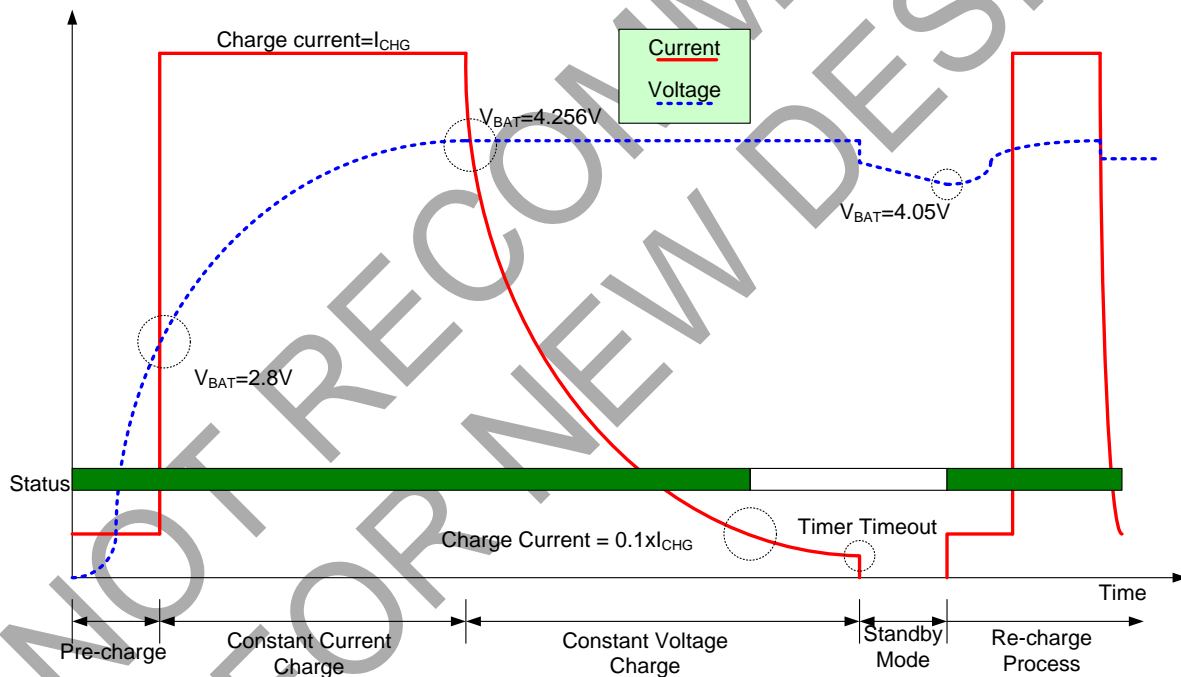 Charge current=ICHG
Current
Voltage
VBAT=4.256V
VBAT=4.05V
VBAT=2.8V
Status
Charge Current = 0.1xICHG
Timer Timeout
Time
Pre-charge
Constant Current
Charge
Constant Voltage
Charge
Standby
Mode
Re-charge
Process
NOT RECOMM
FOR NEW DES